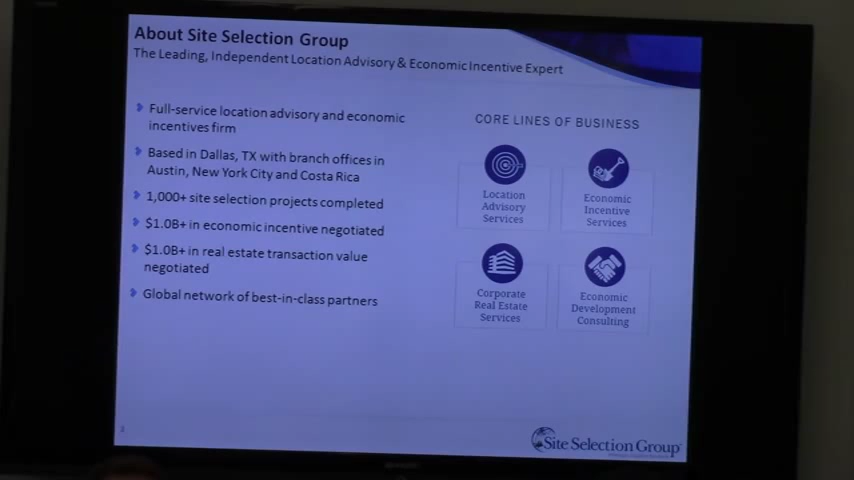 About Site Selection Group
The Leading, Independent Location Advisory & Economic Incentive Expert
Full-service location advisory and economic
incentives firm
Based in Dallas, TX with branch offices in
Austin, New York City and Costa Rica
1,000+ site selection projects completed
$1.0B+ in economic incentive negotiated
$1.0B+ in real estate transaction value
negotiated
Global network of best-in-class partners
CORE LINES OF BUSINESS
Location
Advisory
Services
Economic
Incentive
Services
Corporate
Real Estate
Services
Economic
Development
Consulting
Site Selection Group